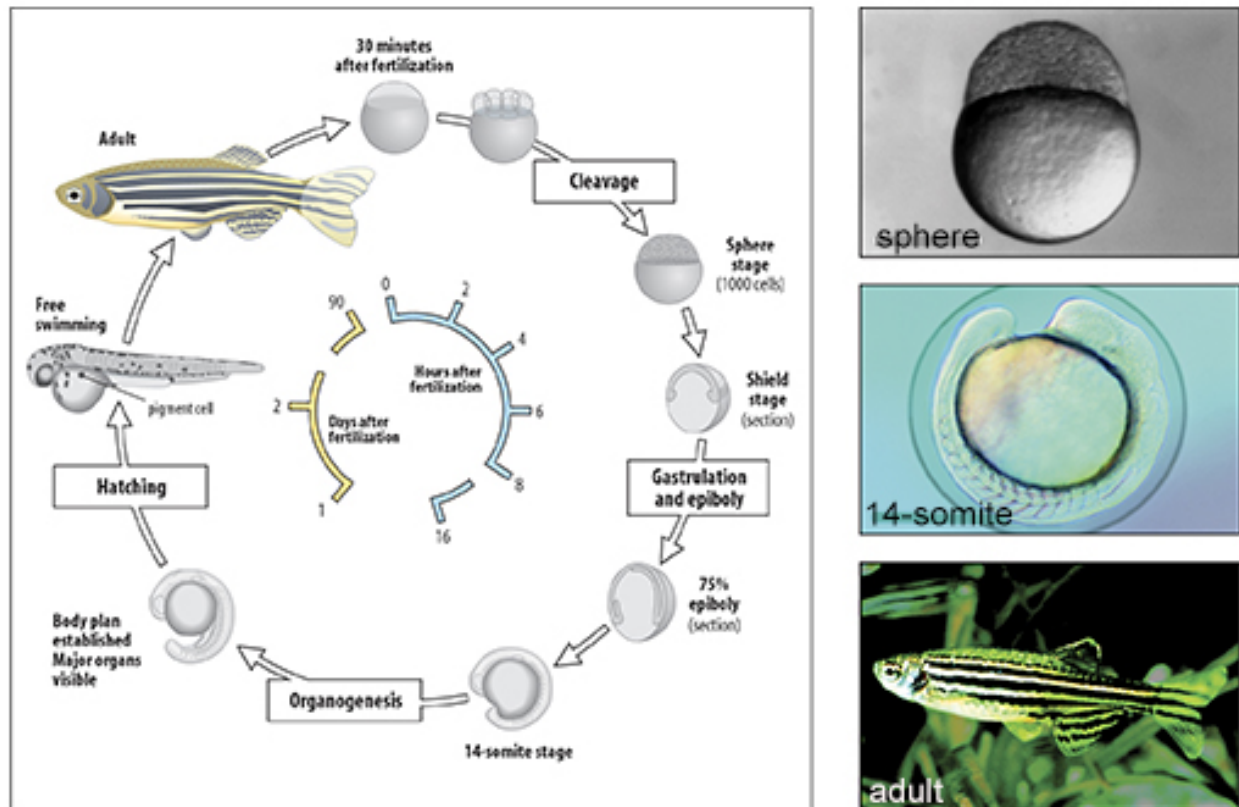 30 minutes
after fertilization
Adult
Cleavage
Sphere
stage
(1000 cells)
Free
swimming
pigment cell
90
0
2
4
6
8
16
Hours after
fertilization
2
Days after
fertilization
1
Shield
stage
(section)
Gastrulation
and epiboly
Hatching
75%
epiboly
(section)
Body plan
established
Major organs
visible
Organogenesis
14-somite stage
sphere
14-somite
adult